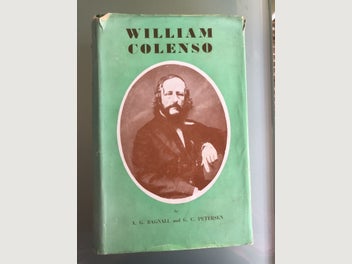 WILLIAM
COLENSO
by
A. G. BAGNALL and G. C. PETERSEN